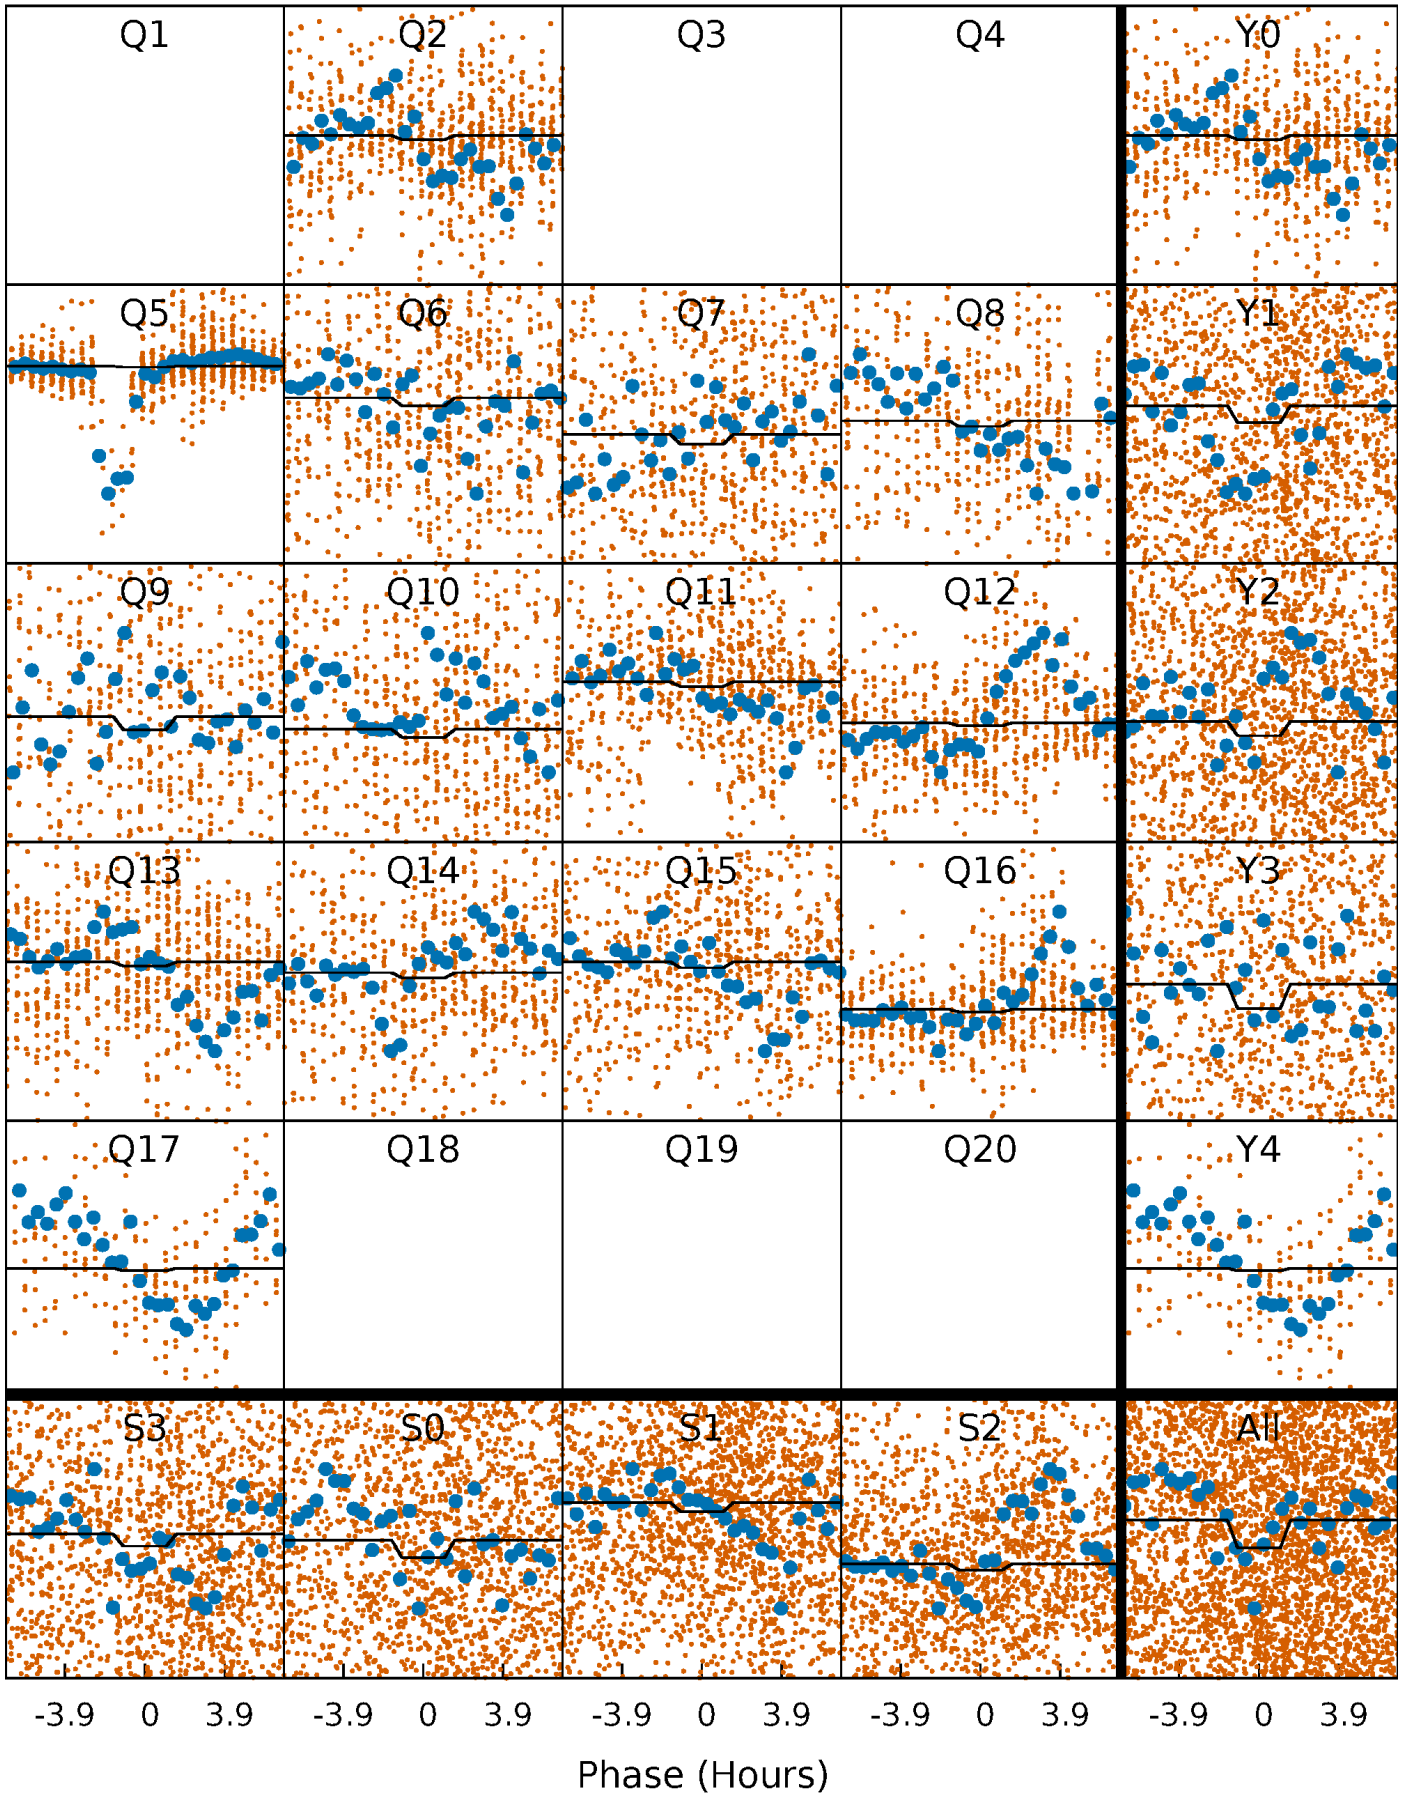 Q1 Q2 Q3 Q4 Y0
Q5 Q6 Q7 Q8 Y1
Q9 Q10 Q11 Q12 Y2
Q13 Q14 Q15 Q16 Y3
Q17 Q18 Q19 Q20 Y4
S3 S0 S1 S2 All
-3.9 0 3.9 -3.9 0 3.9 -3.9 0 3.9 -3.9 0 3.9 -3.9 0 3.9
Phase (Hours)